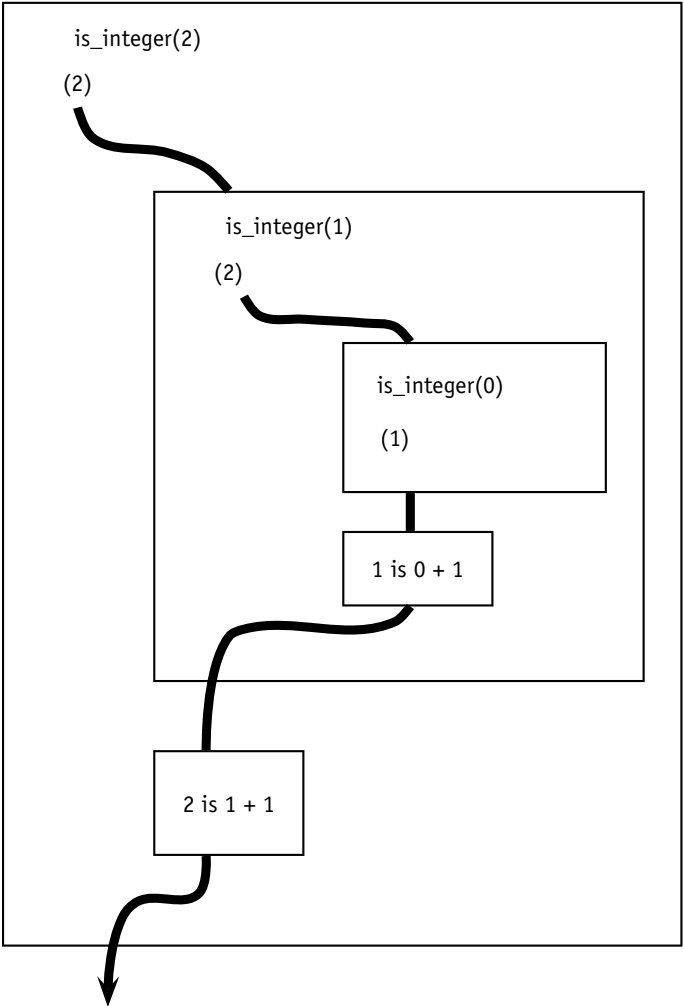 is_integer(2)
(2)
is_integer(1)
(2)
is_integer(0)
(1)
1 is 0 + 1
2 is 1 + 1